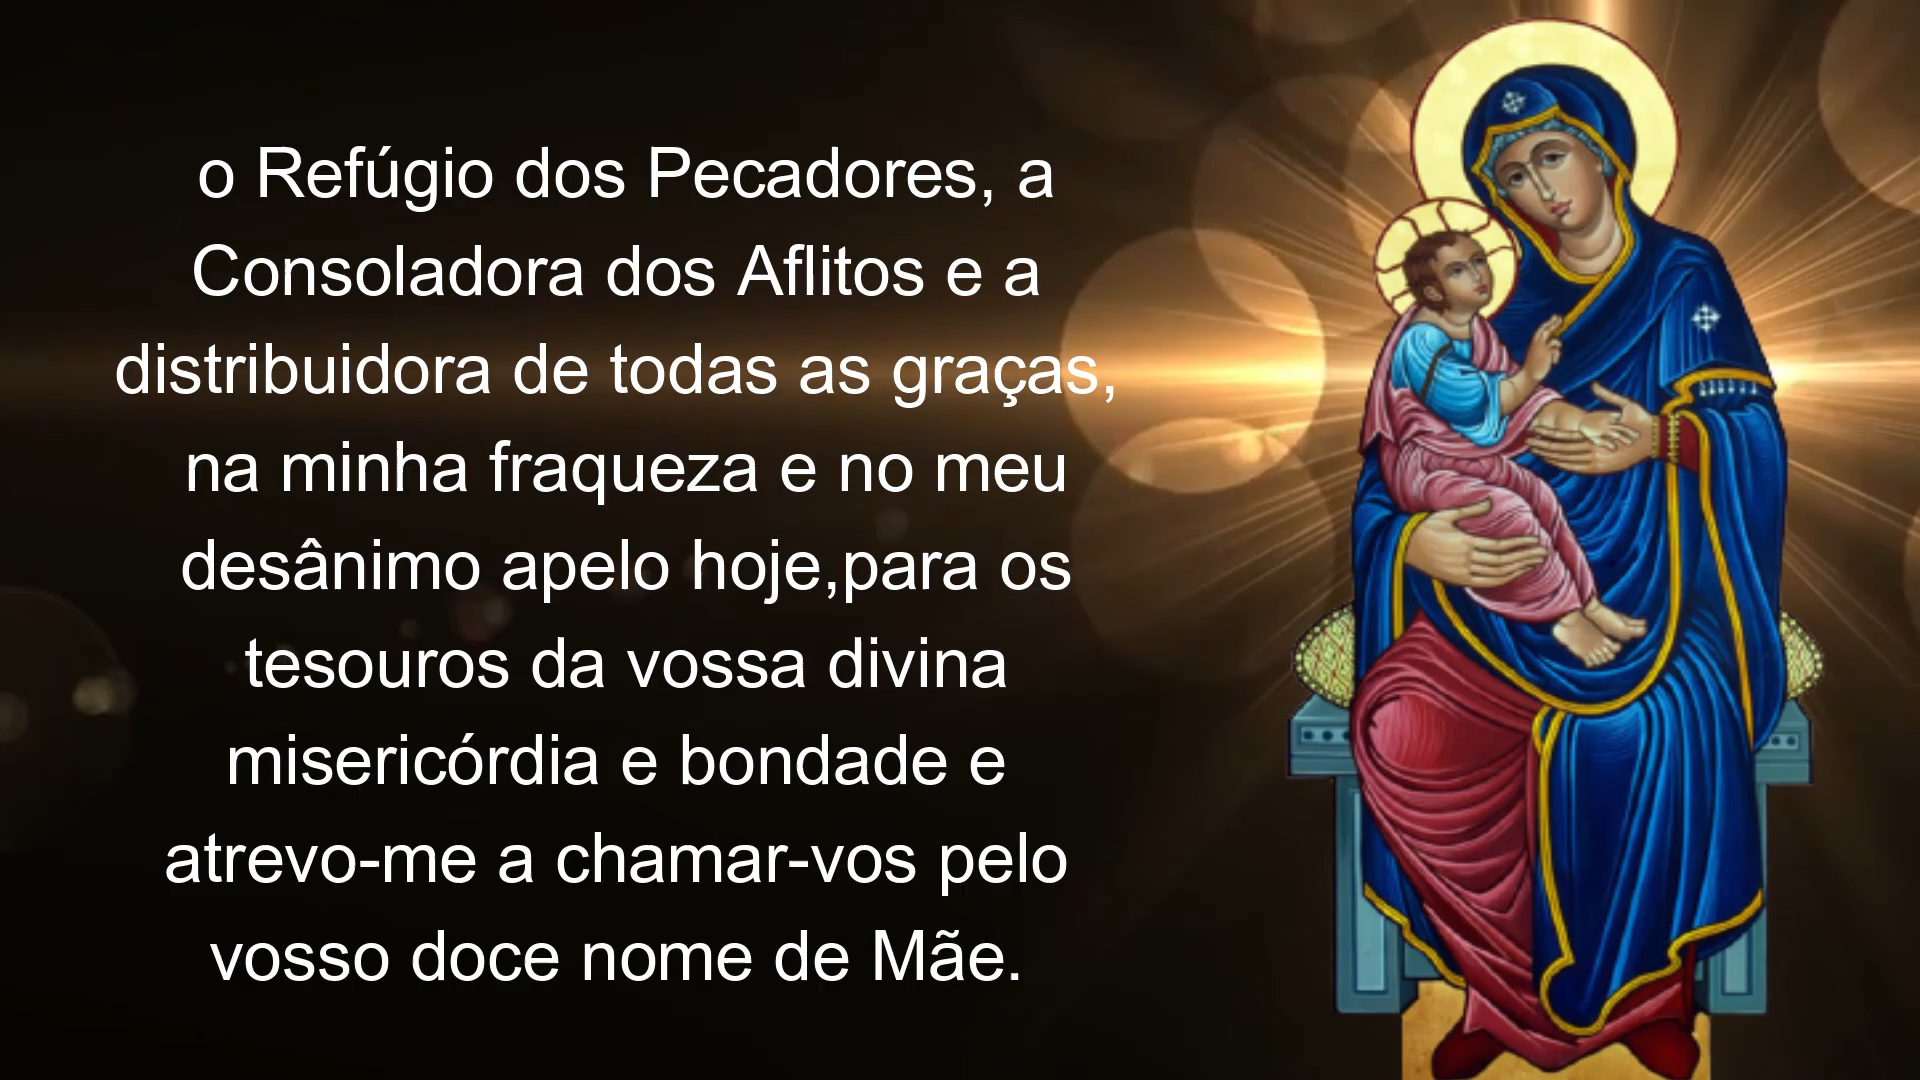 o Refúgio dos Pecadores, a
Consoladora dos Aflitos e a
distribuidora de todas as graças,
na minha fraqueza e no meu
desânimo apelo hoje,para os
tesouros da vossa divina
misericórdia e bondade e
atrevo-me a chamar-vos pelo
vosso doce nome de Mãe.